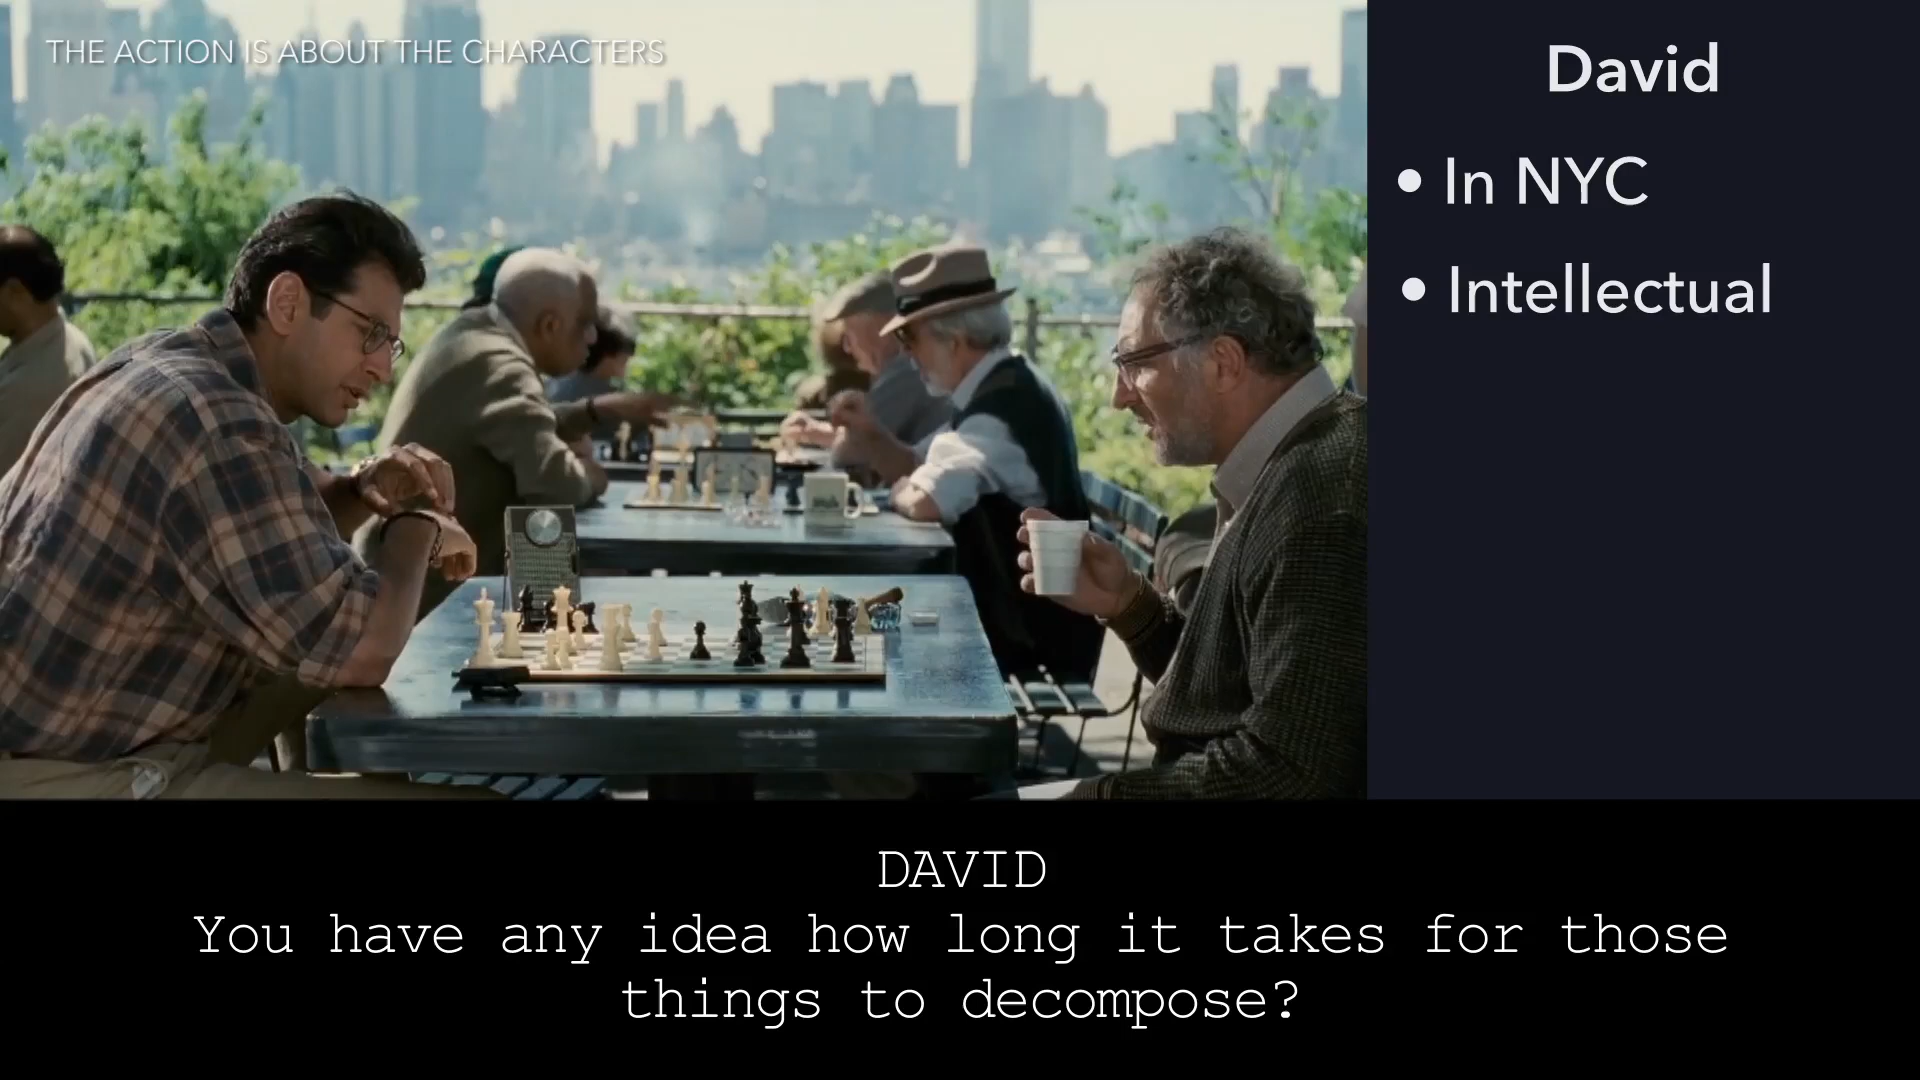 THE ACTION IS ABOUT THE CHARACTERS
David
• In NYC
• Intellectual
DAVID
You have any idea how long it takes for those
things to decompose?